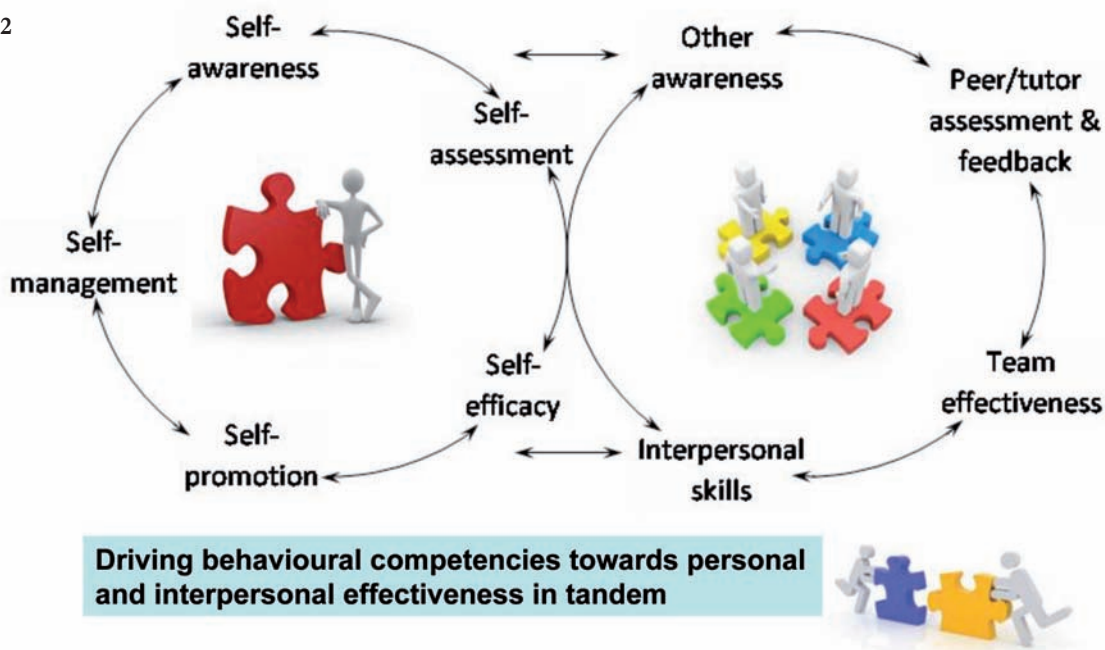 2
Self-
awareness
Other
awareness
Peer/tutor
assessment &
feedback
Self-
assessment
Self-
management
Self-
efficacy
Team
effectiveness
Self-
promotion
Interpersonal
skills
Driving behavioural competencies towards personal
and interpersonal effectiveness in tandem